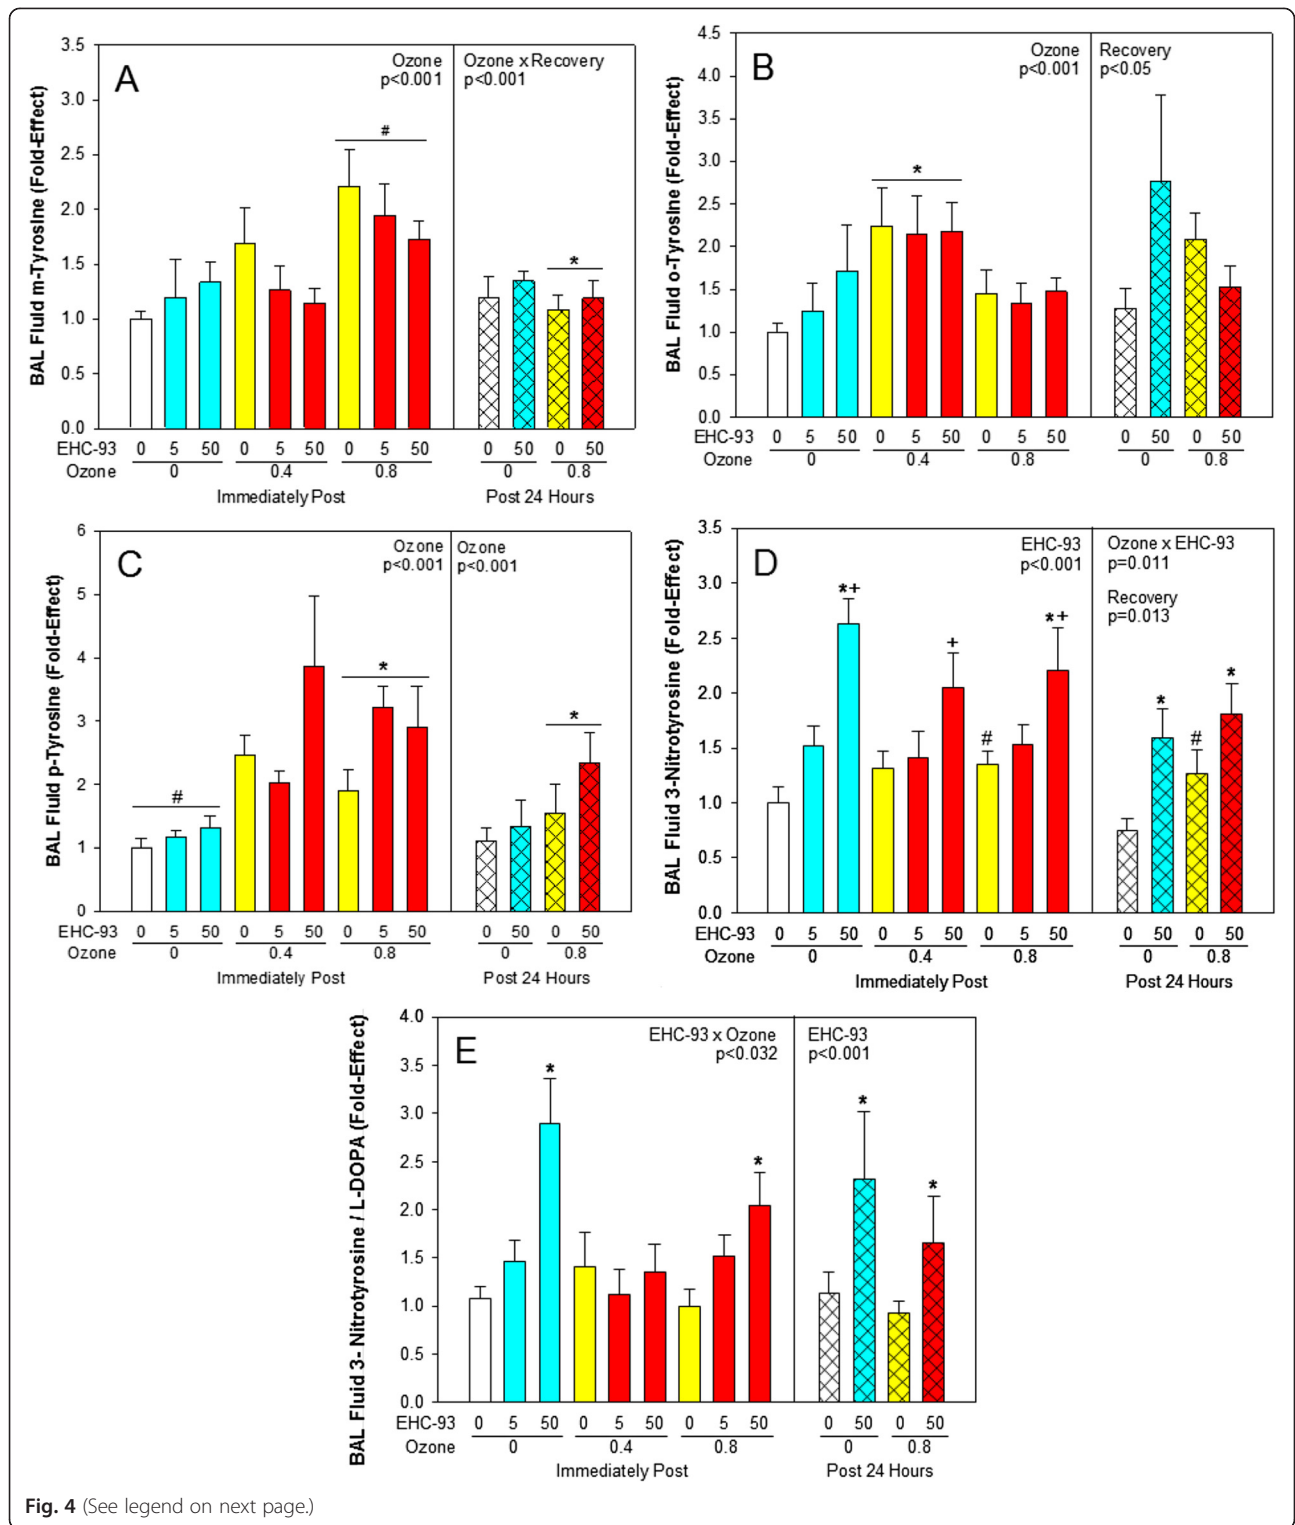 A
BAL Fluid m-Tyrosine (Fold-Effect)
3.5
3.0
2.5
2.0
1.5
1.0
0.5
0.0
Ozone
p<0.001
Ozone x Recovery
p<0.001
#
*
EHC-93 0 5 50 0 5 50 0 5 50 0 50 0 50
Ozone 0 0.4 0.8 0 0.8
Immediately Post Post 24 Hours
B
BAL Fluid o-Tyrosine (Fold-Effect)
4.5
4.0
3.5
3.0
2.5
2.0
1.5
1.0
0.5
0.0
Ozone
p<0.001
Recovery
p<0.05
*
EHC-93 0 5 50 0 5 50 0 5 50 0 50 0 50
Ozone 0 0.4 0.8 0 0.8
Immediately Post Post 24 Hours
C
BAL Fluid p-Tyrosine (Fold-Effect)
6
5
4
3
2
1
0
Ozone
p<0.001
Ozone
p<0.001
#
*
*
EHC-93 0 5 50 0 5 50 0 5 50 0 50 0 50
Ozone 0 0.4 0.8 0 0.8
Immediately Post Post 24 Hours
D
BAL Fluid 3-Nitrotyrosine (Fold-Effect)
3.5
3.0
2.5
2.0
1.5
1.0
0.5
0.0
EHC-93
p<0.001
Ozone x EHC-93
p=0.011
Recovery
p=0.013
*+
+
#
*+
*
#
*
EHC-93 0 5 50 0 5 50 0 5 50 0 50 0 50
Ozone 0 0.4 0.8 0 0.8
Immediately Post Post 24 Hours
E
BAL Fluid 3- Nitrotyrosine / L-DOPA (Fold-Effect)
4.0
3.5
3.0
2.5
2.0
1.5
1.0
0.5
0.0
EHC-93 x Ozone
p<0.032
EHC-93
p<0.001
*
*
*
*
EHC-93 0 5 50 0 5 50 0 5 50 0 50 0 50
Ozone 0 0.4 0.8 0 0.8
Immediately Post Post 24 Hours
Fig. 4 (See legend on next page.)